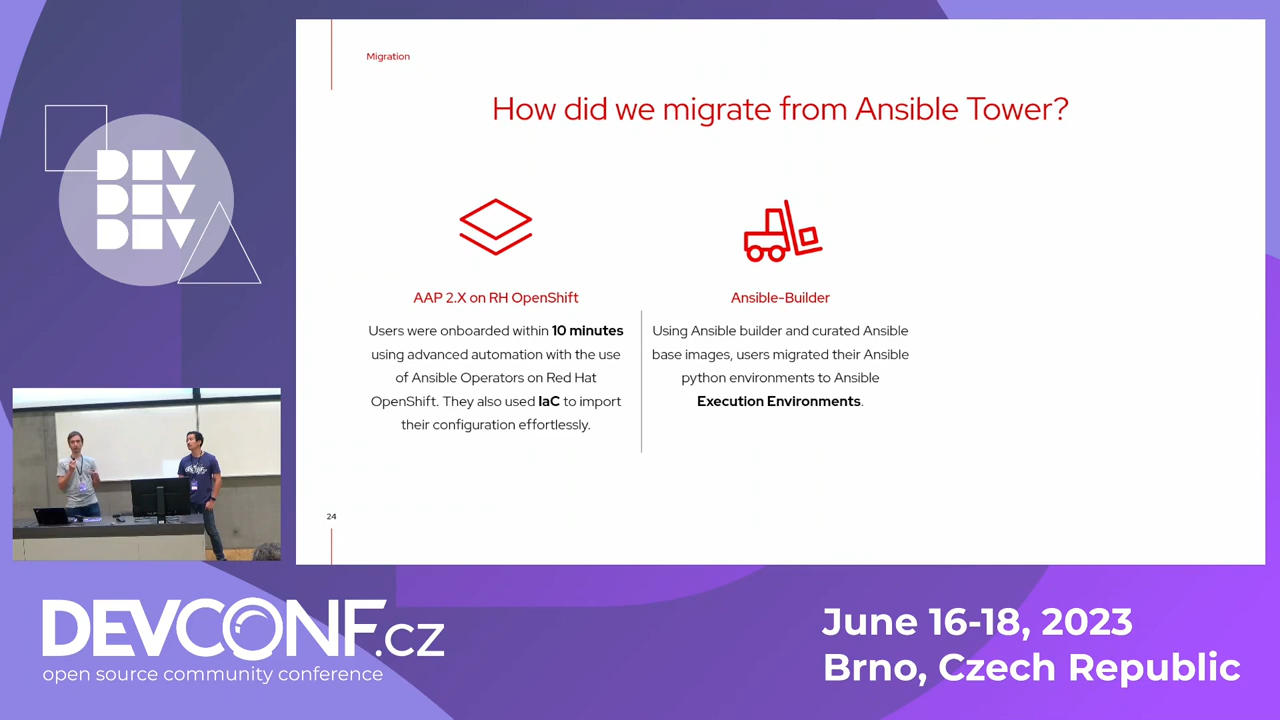 DEV
DEV
DEV
Migration
How did we migrate from Ansible Tower?
AAP 2.X on RH OpenShift
Users were onboarded within 10 minutes
using advanced automation with the use
of Ansible Operators on Red Hat
OpenShift. They also used IaC to import
their configuration effortlessly.
Ansible-Builder
Using Ansible builder and curated Ansible
base images, users migrated their Ansible
python environments to Ansible
Execution Environments.
24
DEVCONF.cz
open source community conference
June 16-18, 2023
Brno, Czech Republic